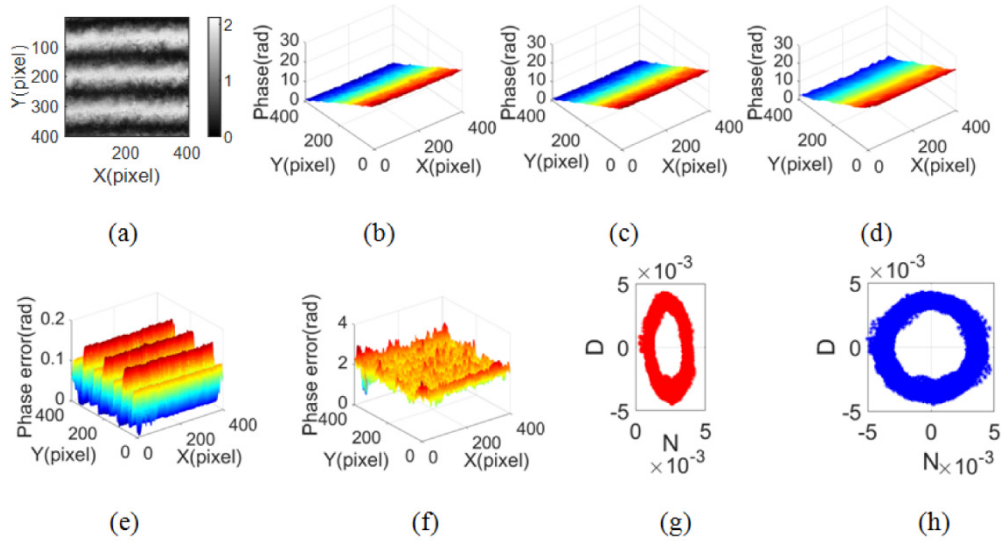 2
100
200
1
300
400
0
200 400
Y(pixel)
X(pixel)
(a)
30
20
10
0
400
200
0
0
200
400
Phase(rad)
Y(pixel)
X(pixel)
(b)
30
20
10
0
400
200
0
0
200
400
Phase(rad)
Y(pixel)
X(pixel)
(c)
30
20
10
0
400
200
0
0
200
400
Phase(rad)
Y(pixel)
X(pixel)
(d)
0.2
0.1
0
400
200
0
0
200
400
Phase error(rad)
Y(pixel)
X(pixel)
(e)
4
2
0
400
200
0
0
200
400
Phase error(rad)
Y(pixel)
X(pixel)
(f)
×10-3
5
0
-5
D
0 5
N
×10-3
(g)
×10-3
5
0
-5
D
-5 0 5
N ×10-3
(h)